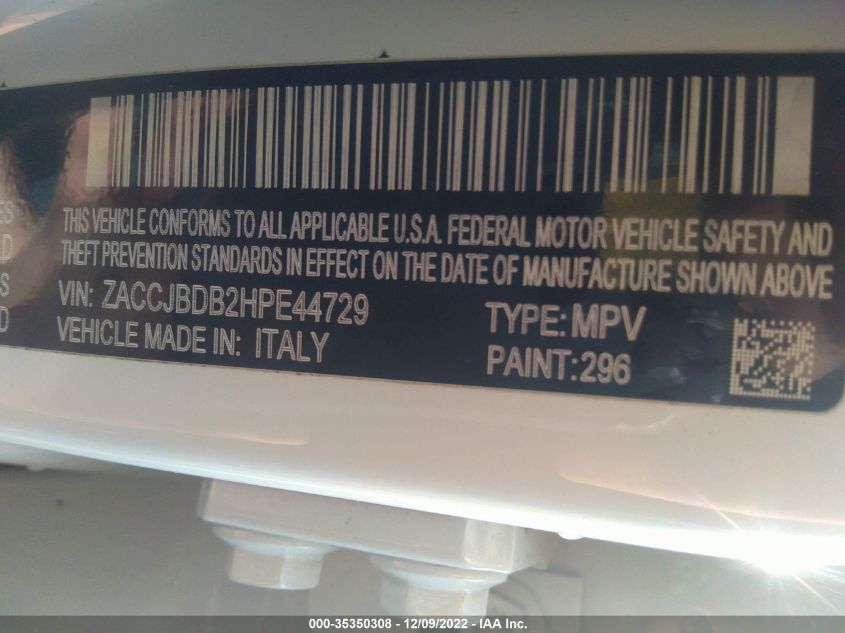 ES
THIS VEHICLE CONFORMS TO ALL APPLICABLE U.S.A. FEDERAL MOTOR VEHICLE SAFETY AND
LD
THEFT PREVENTION STANDARDS IN EFFECT ON THE DATE OF MANUFACTURE SHOWN ABOVE
S
VIN: ZACCJBDB2HPE44729
TYPE: MPV
D
VEHICLE MADE IN: ITALY
PAINT: 296
000-35350308 - 12/09/2022 - IAA Inc.